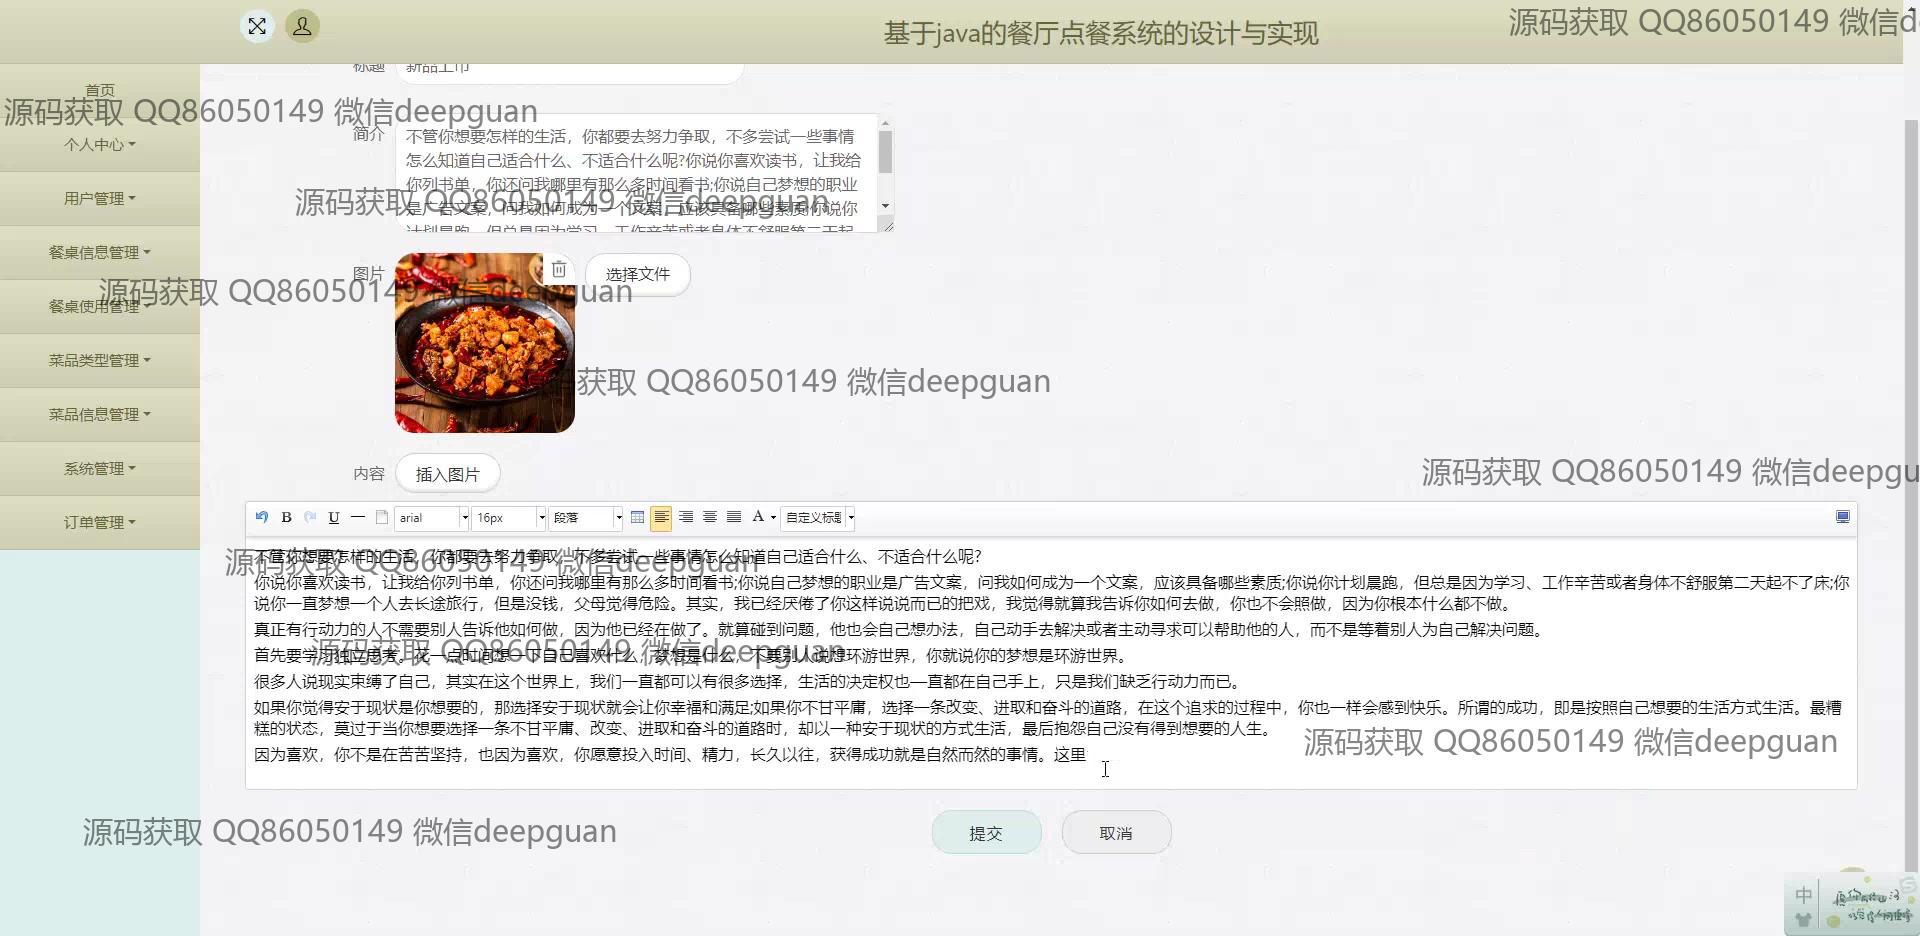 基于java的餐厅点餐系统的设计与实现
源码获取 QQ86050149 微信d
标题 新品上市
首页
源码获取 QQ86050149 微信deepguan
个人中心
用户管理
餐桌信息管理
餐桌使用管理
菜品类型管理
菜品信息管理
系统管理
订单管理
简介
不管你想要怎样的生活，你都要去努力争取，不多尝试一些事情
怎么知道自己适合什么、不适合什么呢?你说你喜欢读书，让我给
你列书单，你还问我哪里有那么多时间看书;你说自己梦想的职业
是广告文案，问我如何成为一个文案，应该具备哪些素质;你说你
计划晨跑，但总是因为学习、工作辛苦或者身体不舒服第二天起
源码获取 QQ86050149 微信deepguan
图片
选择文件
源码获取 QQ86050149 微信deepguan
获取 QQ86050149 微信deepguan
源码获取 QQ86050149 微信deepgu
内容 插入图片
B U arial 16px 段落 A 自定义标题
不管你想要怎样的生活，你都要去努力争取，不多尝试一些事情怎么知道自己适合什么、不适合什么呢?
源码获取 QQ86050149 微信deepguan
你说你喜欢读书，让我给你列书单，你还问我哪里有那么多时间看书;你说自己梦想的职业是广告文案，问我如何成为一个文案，应该具备哪些素质;你说你计划晨跑，但总是因为学习、工作辛苦或者身体不舒服第二天起不了床;你
说你一直梦想一个人去长途旅行，但是没钱，父母觉得危险。其实，我已经厌倦了你这样说说而已的把戏，我觉得就算我告诉你如何去做，你也不会照做，因为你根本什么都不做。
真正有行动力的人不需要别人告诉他如何做，因为他已经在做了。就算碰到问题，他也会自己想办法，自己动手去解决或者主动寻求可以帮助他的人，而不是等着别人为自己解决问题。
首先要学习独立思考。花一点时间想一下自己喜欢什么，梦想是什么，不要别人说想环游世界，你就说你的梦想是环游世界。
源码获取 QQ86050149 微信deepguan
很多人说现实束缚了自己，其实在这个世界上，我们一直都可以有很多选择，生活的决定权也一直都在自己手上，只是我们缺乏行动力而已。
如果你觉得安于现状是你想要的，那选择安于现状就会让你幸福和满足;如果你不甘平庸，选择一条改变、进取和奋斗的道路，在这个追求的过程中，你也一样会感到快乐。所谓的成功，即是按照自己想要的生活方式生活。最糟
糕的状态，莫过于当你想要选择一条不甘平庸、改变、进取和奋斗的道路时，却以一种安于现状的方式生活，最后抱怨自己没有得到想要的人生。
因为喜欢，你不是在苦苦坚持，也因为喜欢，你愿意投入时间、精力，长久以往，获得成功就是自然而然的事情。这里
源码获取 QQ86050149 微信deepguan
源码获取 QQ86050149 微信deepguan
提交 取消
中